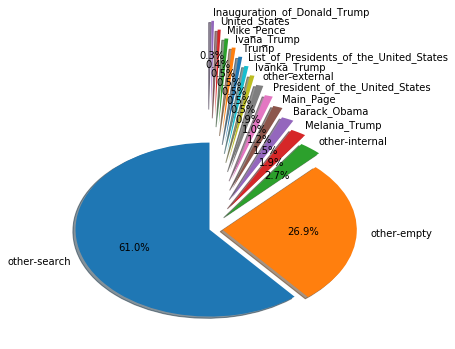 Inauguration_of_Donald_Trump
United_States
Mike_Pence
Ivana_Trump
Trump
List_of_Presidents_of_the_United_States
Ivanka_Trump
other-external
President_of_the_United_States
Main_Page
Barack_Obama
Melania_Trump
other-internal
other-empty
other-search
0.3%
0.4%
0.5%
0.5%
0.5%
0.5%
0.5%
0.9%
1.0%
1.2%
1.5%
1.9%
2.7%
26.9%
61.0%